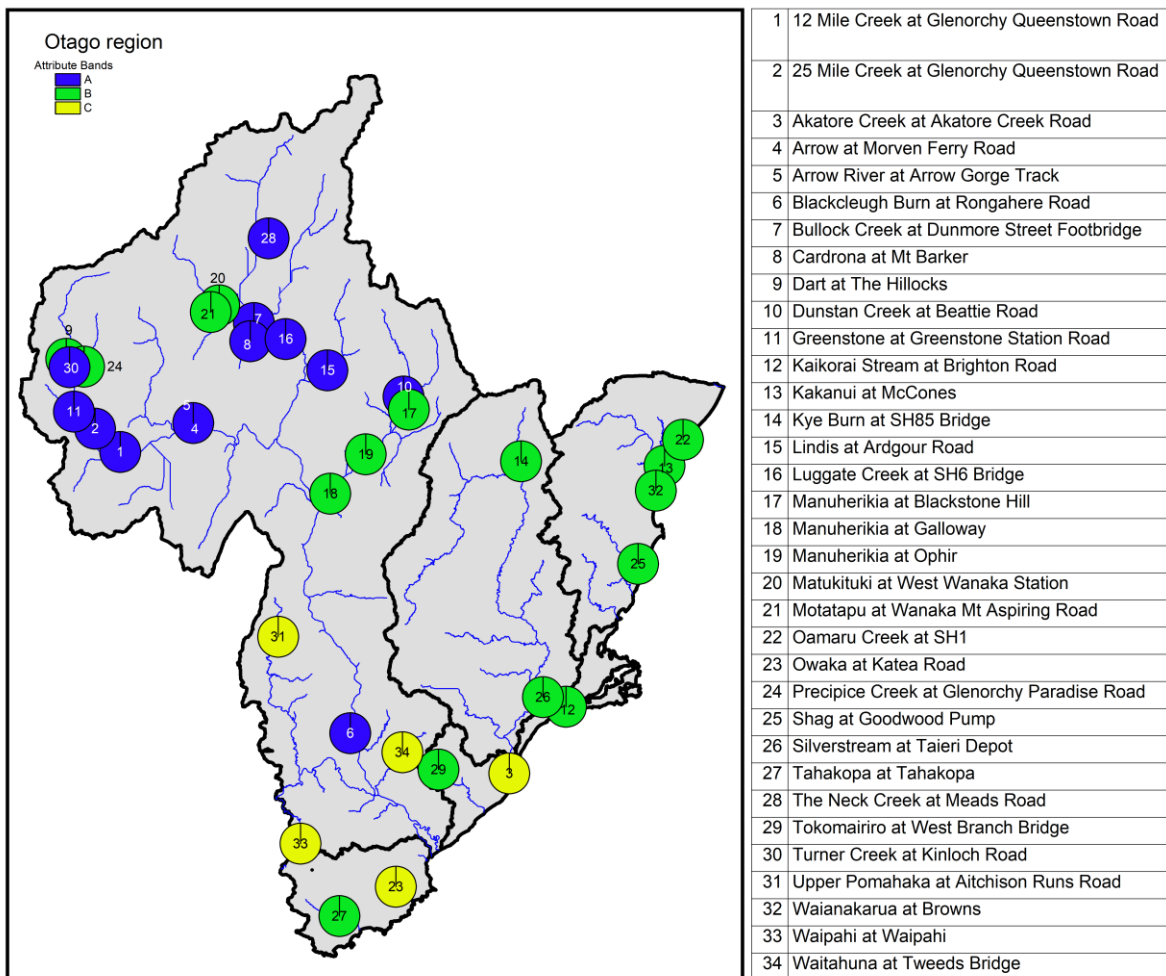 Otago region
Attribute Bands
A
B
C
28
20
21
7
8
16
9
30
24
15
10
17
11
2
1
5
4
19
18
14
22
13
32
25
31
26
12
6
34
29
3
33
23
27
1 12 Mile Creek at Glenorchy Queenstown Road
2 25 Mile Creek at Glenorchy Queenstown Road
3 Akatore Creek at Akatore Creek Road
4 Arrow at Morven Ferry Road
5 Arrow River at Arrow Gorge Track
6 Blackcleugh Burn at Rongahere Road
7 Bullock Creek at Dunmore Street Footbridge
8 Cardrona at Mt Barker
9 Dart at The Hillocks
10 Dunstan Creek at Beattie Road
11 Greenstone at Greenstone Station Road
12 Kaikorai Stream at Brighton Road
13 Kakanui at McCones
14 Kye Burn at SH85 Bridge
15 Lindis at Ardgour Road
16 Luggate Creek at SH6 Bridge
17 Manuherikia at Blackstone Hill
18 Manuherikia at Galloway
19 Manuherikia at Ophir
20 Matukituki at West Wanaka Station
21 Motatapu at Wanaka Mt Aspiring Road
22 Oamaru Creek at SH1
23 Owaka at Katea Road
24 Precipice Creek at Glenorchy Paradise Road
25 Shag at Goodwood Pump
26 Silverstream at Taieri Depot
27 Tahakopa at Tahakopa
28 The Neck Creek at Meads Road
29 Tokomairiro at West Branch Bridge
30 Turner Creek at Kinloch Road
31 Upper Pomahaka at Aitchison Runs Road
32 Waianakarua at Browns
33 Waipahi at Waipahi
34 Waitahuna at Tweeds Bridge